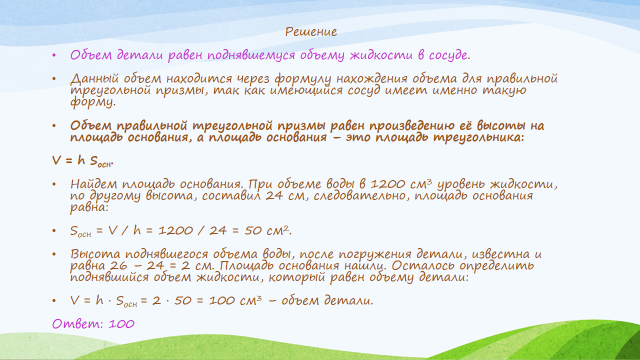 Решение
• Объем детали равен поднявшемуся объему жидкости в сосуде.
• Данный объем находится через формулу нахождения объема для правильной
треугольной призмы, так как имеющийся сосуд имеет именно такую
форму.
• Объем правильной треугольной призмы равен произведению её высоты на
площадь основания, а площадь основания – это площадь треугольника:
V = h Sосн.
• Найдем площадь основания. При объеме воды в 1200 см³ уровень жидкости,
по другому высота, составил 24 см, следовательно, площадь основания
равна:
• Sосн = V / h = 1200 / 24 = 50 см².
• Высота поднявшегося объема воды, после погружения детали, известна и
равна 26 – 24 = 2 см. Площадь основания нашли. Осталось определить
поднявшийся объем жидкости, который равен объему детали:
• V = h · Sосн = 2 · 50 = 100 см³ – объем детали.
Ответ: 100